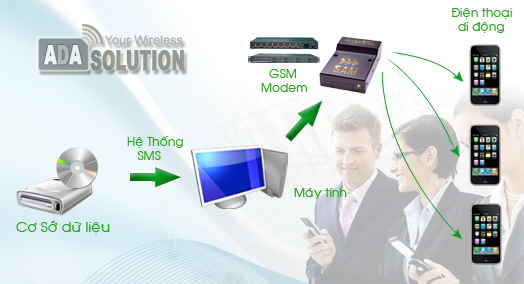 Your Wireless
ADA SOLUTION
GSM
Modem
SAM
Điện thoại
di động
Hệ Thống
SMS
Máy tính
Cơ Sở dữ liệu